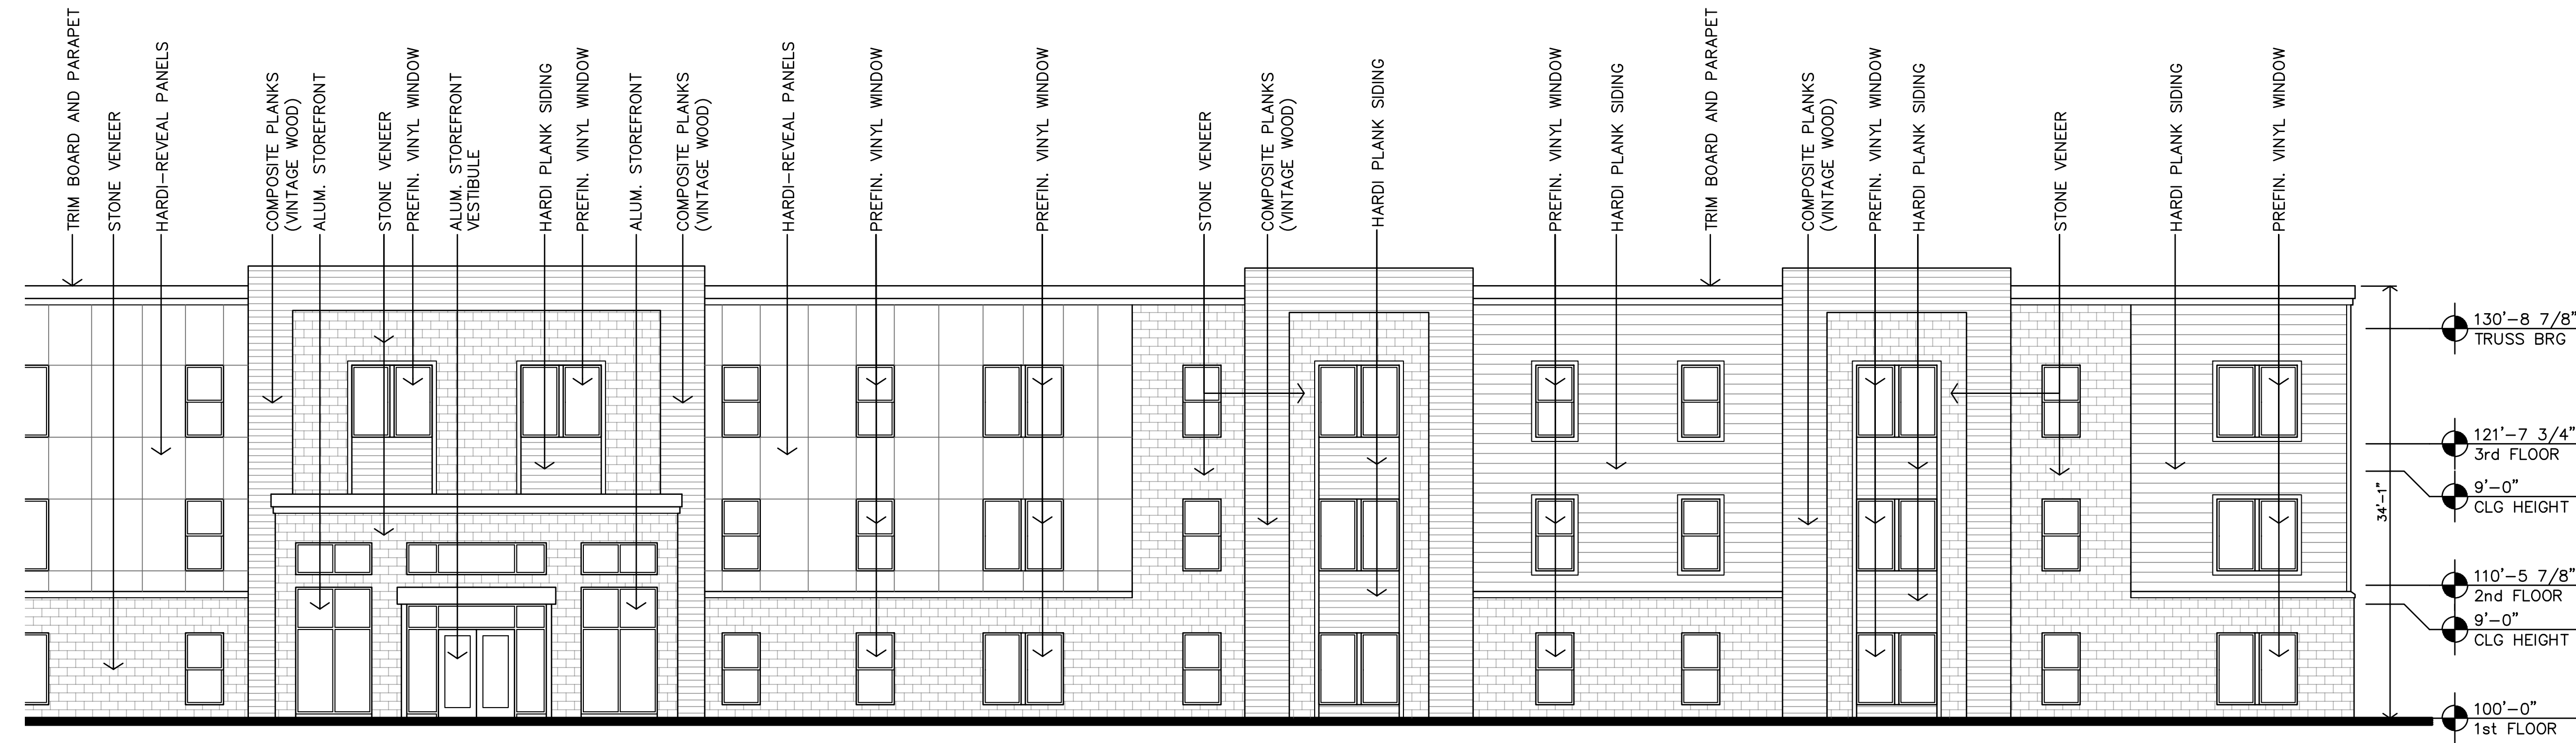 TRIM BOARD AND PARAPET
STONE VENEER
HARDI-REVEAL PANELS
COMPOSITE PLANKS
(VINTAGE WOOD)
ALUM. STOREFRONT
STONE VENEER
PREFIN. VINYL WINDOW
ALUM. STOREFRONT
VESTIBULE
HARDI PLANK SIDING
PREFIN. VINYL WINDOW
ALUM. STOREFRONT
COMPOSITE PLANKS
(VINTAGE WOOD)
HARDI-REVEAL PANELS
PREFIN. VINYL WINDOW
PREFIN. VINYL WINDOW
STONE VENEER
COMPOSITE PLANKS
(VINTAGE WOOD)
HARDI PLANK SIDING
PREFIN. VINYL WINDOW
HARDI PLANK SIDING
TRIM BOARD AND PARAPET
COMPOSITE PLANKS
(VINTAGE WOOD)
PREFIN. VINYL WINDOW
HARDI PLANK SIDING
STONE VENEER
HARDI PLANK SIDING
PREFIN. VINYL WINDOW
130'-8 7/8"
TRUSS BRG
121'-7 3/4"
3rd FLOOR
9'-0"
CLG HEIGHT
34'-1"
110'-5 7/8"
2nd FLOOR
9'-0"
CLG HEIGHT
100'-0"
1st FLOOR